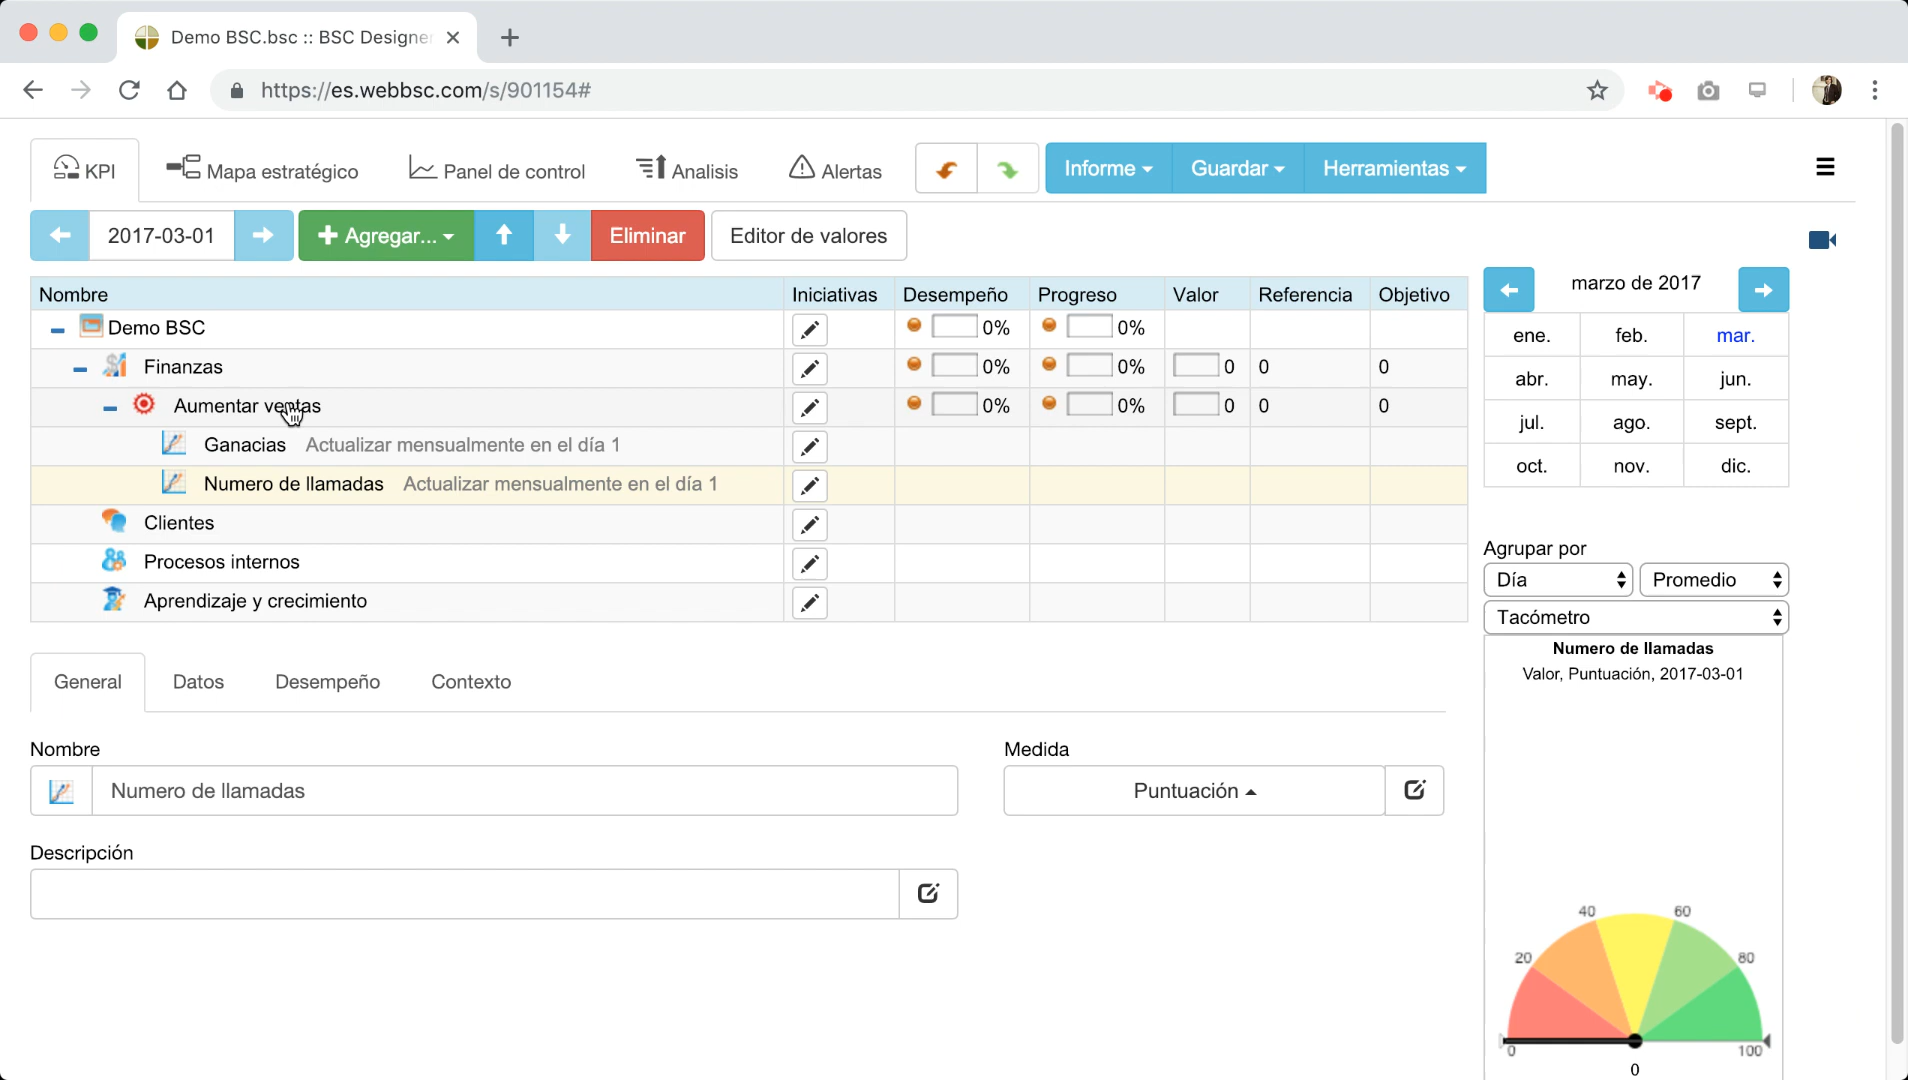 Demo BSC.bsc :: BSC Designer
https://es.webbsc.com/s/901154#
KPI Mapa estratégico Panel de control Analisis Alertas Informe Guardar Herramientas
2017-03-01 Agregar... Eliminar Editor de valores
Nombre Iniciativas Desempeño Progreso Valor Referencia Objetivo
Demo BSC 0% 0%
Finanzas 0% 0% 0 0 0
Aumentar ventas 0% 0% 0 0 0
Ganacias Actualizar mensualmente en el día 1
Numero de llamadas Actualizar mensualmente en el día 1
Clientes
Procesos internos
Aprendizaje y crecimiento
marzo de 2017
ene. feb. mar.
abr. may. jun.
jul. ago. sept.
oct. nov. dic.
Agrupar por
Día Promedio
Tacómetro
Numero de llamadas
Valor, Puntuación, 2017-03-01
40 60
20 80
0 100
0
General Datos Desempeño Contexto
Nombre Medida
Numero de llamadas Puntuación
Descripción